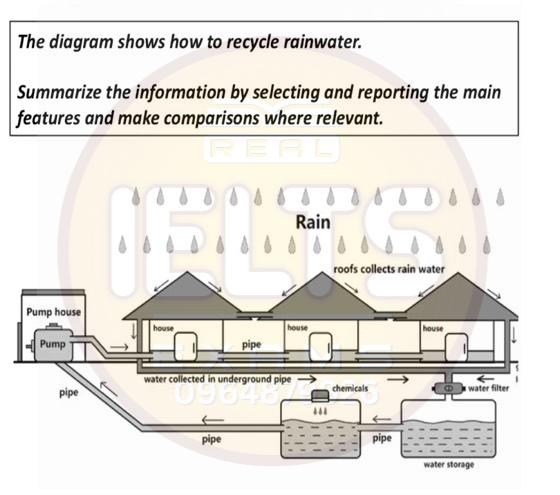 The diagram shows how to recycle rainwater.
Summarize the information by selecting and reporting the main
features and make comparisons where relevant.
REAL
IELTS
Rain
roofs collects rain water
Pump house
Pump
house
house
house
pipe
EXAMS
water collected in underground pipe
chemicals
water filter
pipe
pipe
pipe
water storage